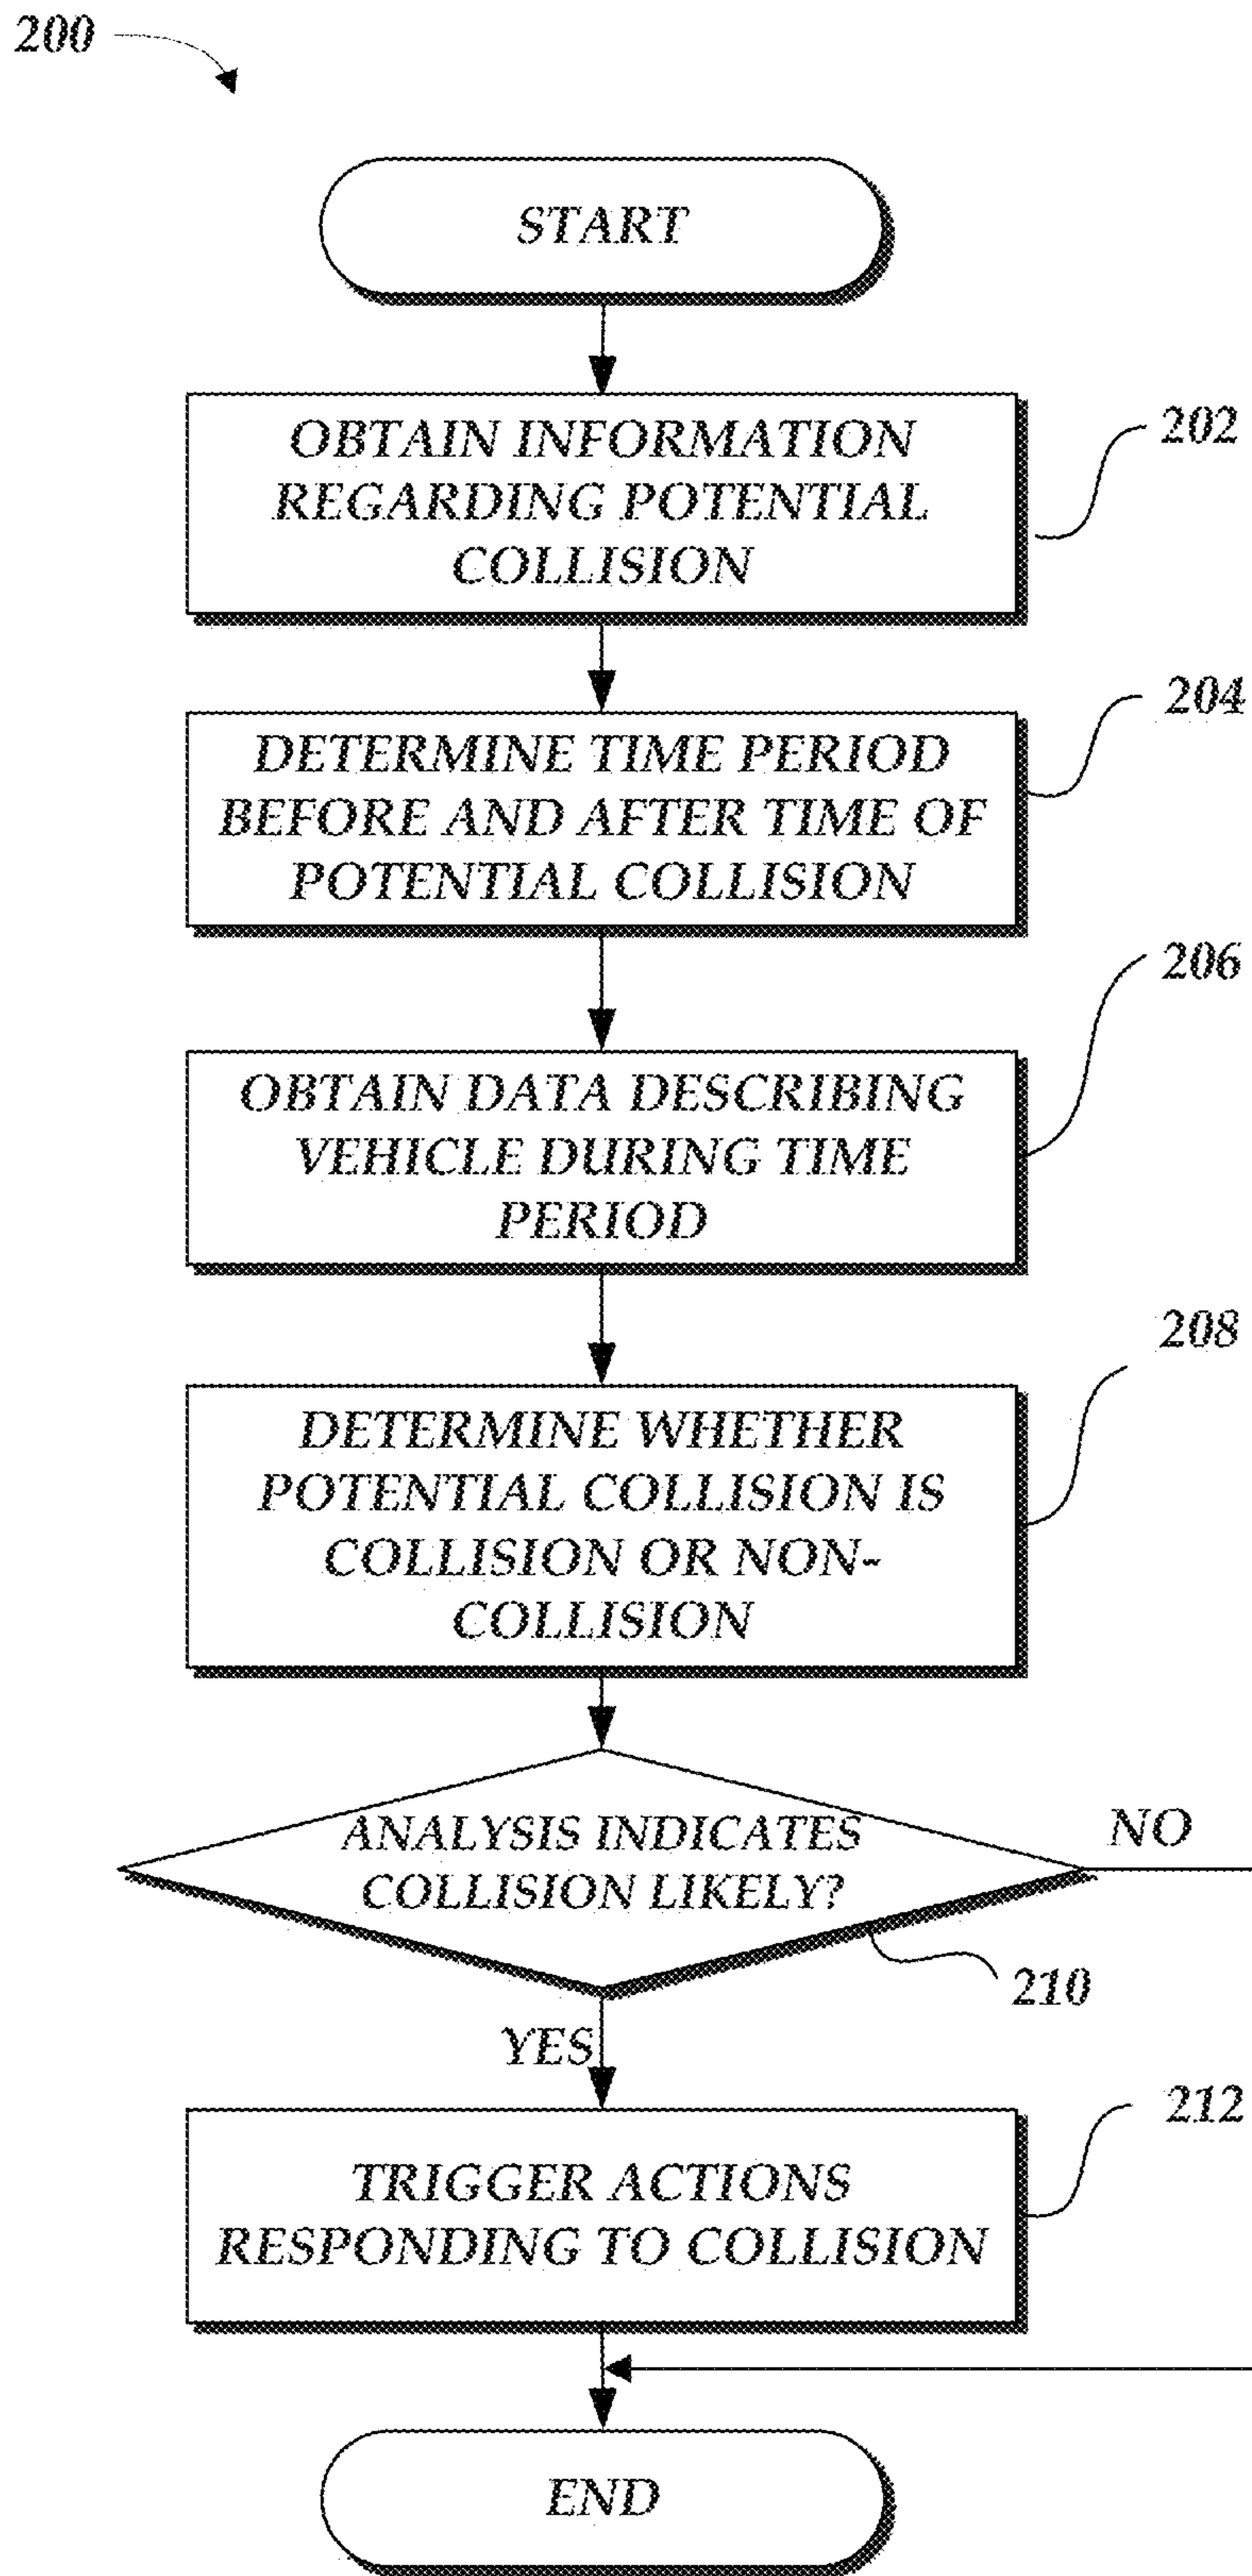 200
START
OBTAIN INFORMATION
REGARDING POTENTIAL
COLLISION
202
DETERMINE TIME PERIOD
BEFORE AND AFTER TIME OF
POTENTIAL COLLISION
204
OBTAIN DATA DESCRIBING
VEHICLE DURING TIME
PERIOD
206
DETERMINE WHETHER
POTENTIAL COLLISION IS
COLLISION OR NON-
COLLISION
208
ANALYSIS INDICATES
COLLISION LIKELY?
NO
210
YES
TRIGGER ACTIONS
RESPONDING TO COLLISION
212
END